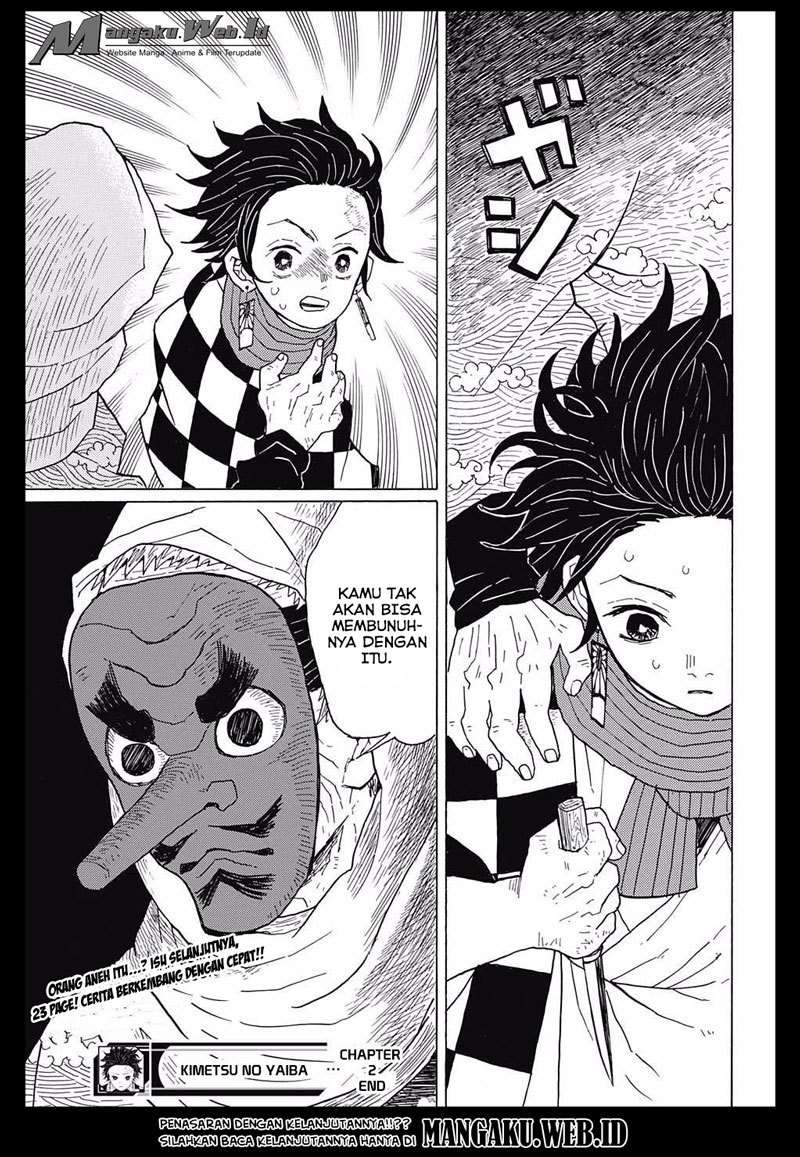 Mangaku.Web.Id
Website Manga, Anime & Film Terupdate
ガシッ
KAMU TAK
AKAN BISA
MEMBUNUH-
NYA DENGAN
ITU.
ORANG ANEH ITU...? ISU SELANJUTNYA,
23 PAGE! CERITA BERKEMBANG DENGAN CEPAT!!
KIMETSU NO YAIBA ... CHAPTER
2
END
PENASARAN DENGAN KELANJUTANNYA!!??
SILAHKAN BACA KELANJUTANNYA HANYA DI MANGAKU.WEB.ID